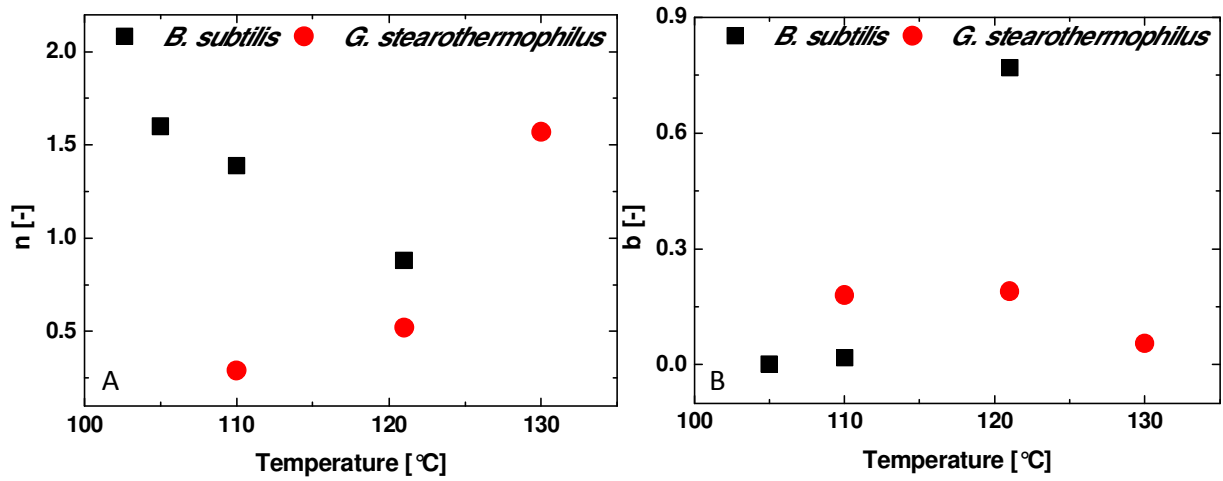 B. subtilis G. stearothermophilus
2.0
1.5
1.0
0.5
n [-]
A
100 110 120 130
Temperature [°C]
B. subtilis G. stearothermophilus
0.9
0.6
0.3
0.0
b [-]
B
100 110 120 130
Temperature [°C]